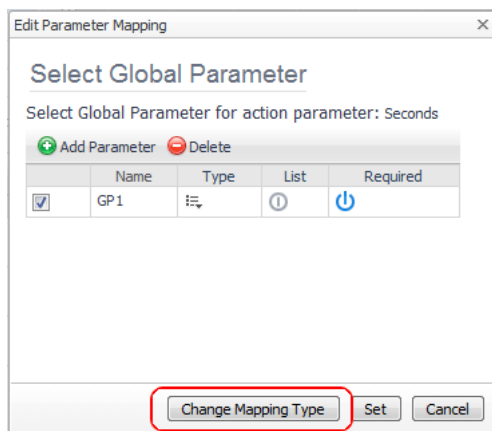 Edit Parameter Mapping
Select Global Parameter
Select Global Parameter for action parameter: Seconds
Add Parameter Delete
Name Type List Required
GP1
Change Mapping Type Set Cancel